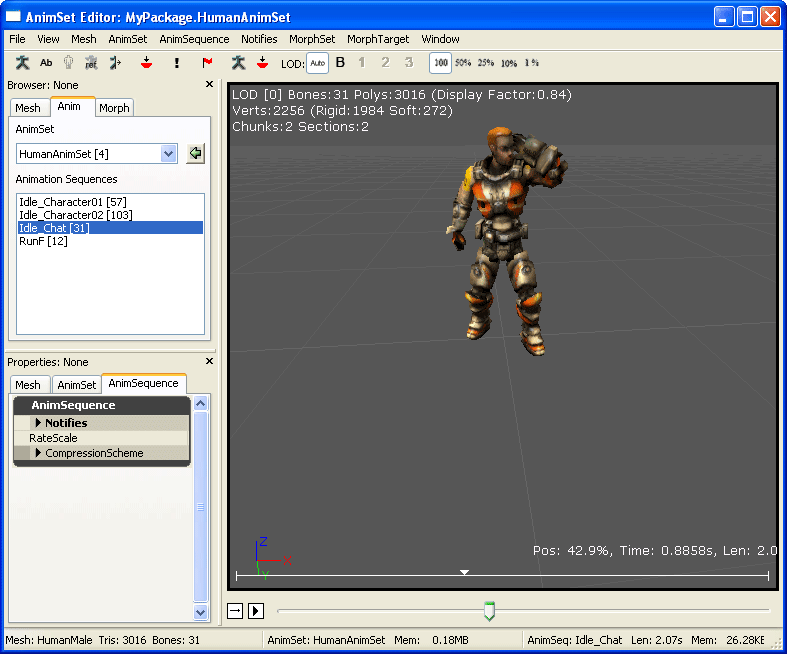 AnimSet Editor: MyPackage.HumanAnimSet
File View Mesh AnimSet AnimSequence Notifies MorphSet MorphTarget Window
Ab LOD: Auto B 1 2 3 100 50% 25% 10% 1%
Browser: None
Mesh Anim Morph
AnimSet
HumanAnimSet [4]
Animation Sequences
Idle_Character01 [57]
Idle_Character02 [103]
Idle_Chat [31]
RunF [12]
Properties: None
Mesh AnimSet AnimSequence
AnimSequence
Notifies
RateScale
CompressionScheme
LOD [0] Bones:31 Polys:3016 (Display Factor:0.84)
Verts:2256 (Rigid:1984 Soft:272)
Chunks:2 Sections:2
Z
X
Y
Pos: 42.9%, Time: 0.8858s, Len: 2.0
Mesh: HumanMale Tris: 3016 Bones: 31
AnimSet: HumanAnimSet Mem: 0.18MB
AnimSeq: Idle_Chat Len: 2.07s Mem: 26.28KE